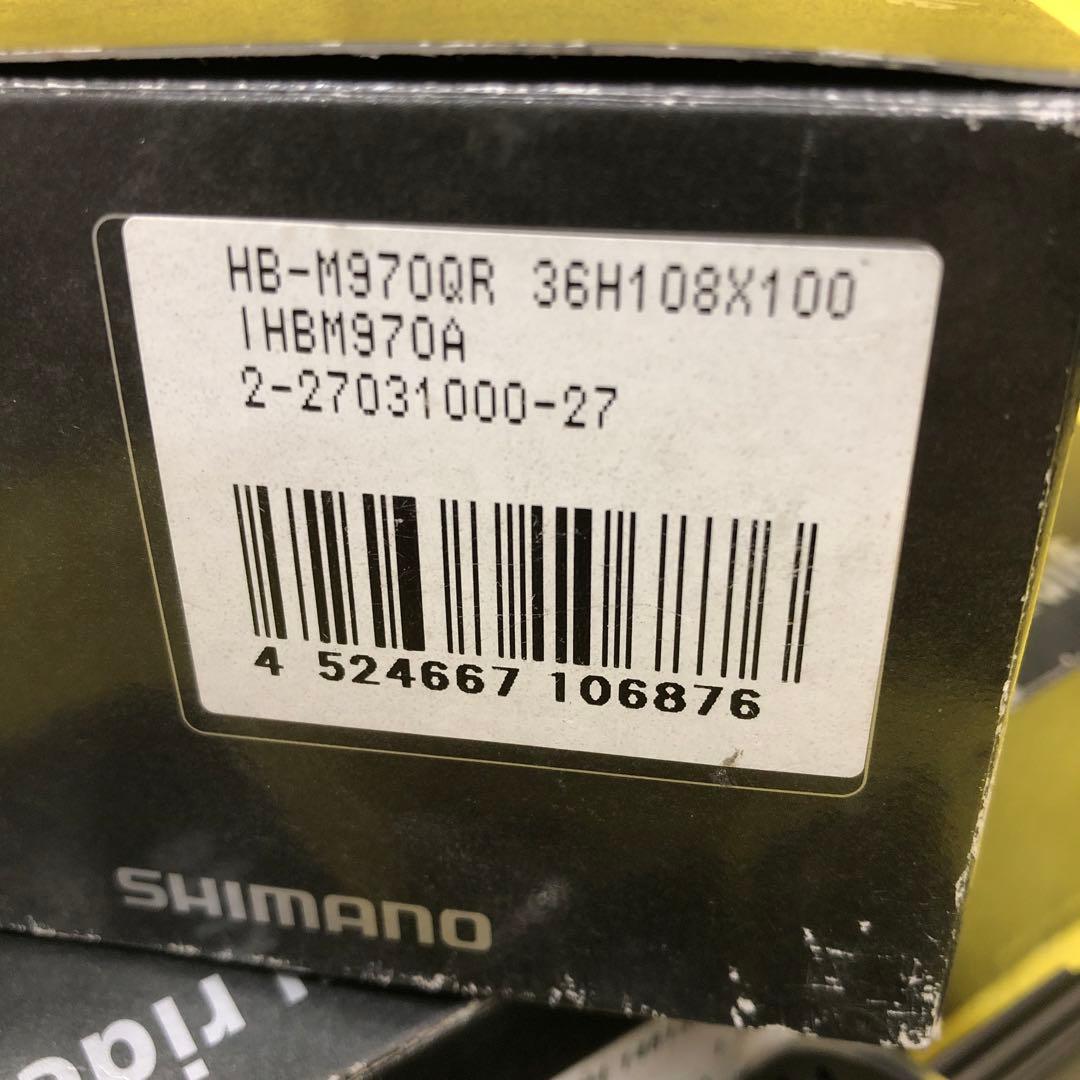 HB-M970QR 36H108X100
IHBM970A
2-27031000-27
4 524667 106876
SHIMANO